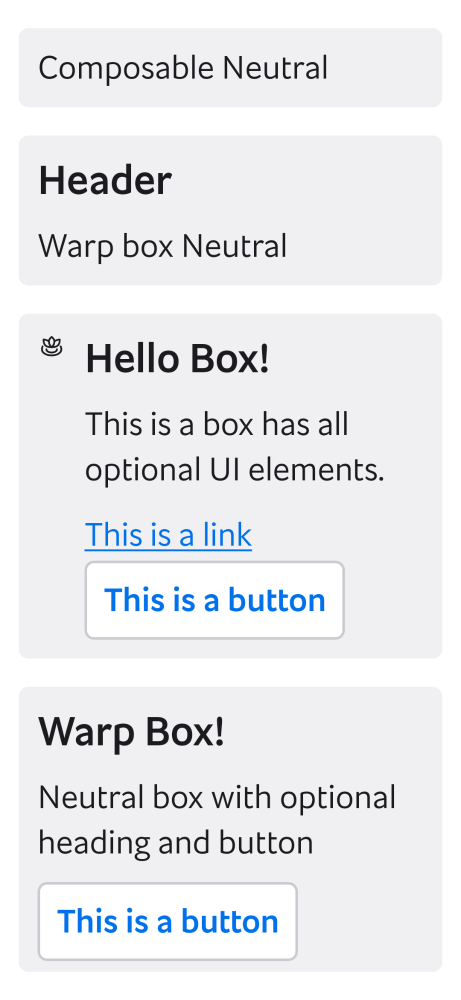 Composable Neutral
Header
Warp box Neutral
Hello Box!
This is a box has all
optional UI elements.
This is a link
This is a button
Warp Box!
Neutral box with optional
heading and button
This is a button